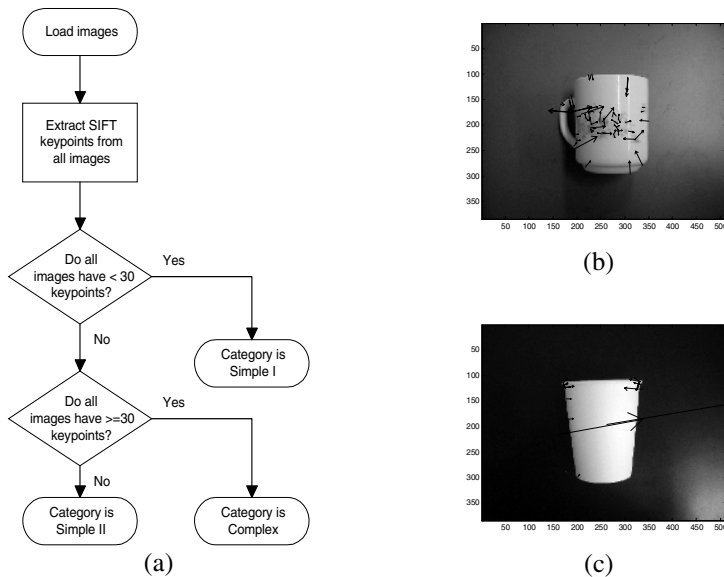 Load images
Extract SIFT
keypoints from
all images
Do all
images have < 30
keypoints?
Yes
No
Category is
Simple I
Do all
images have >=30
keypoints?
Yes
No
Category is
Simple II
Category is
Complex
(a)
50
100
150
200
250
300
350
50 100 150 200 250 300 350 400 450 500
(b)
50
100
150
200
250
300
350
50 100 150 200 250 300 350 400 450 500
(c)